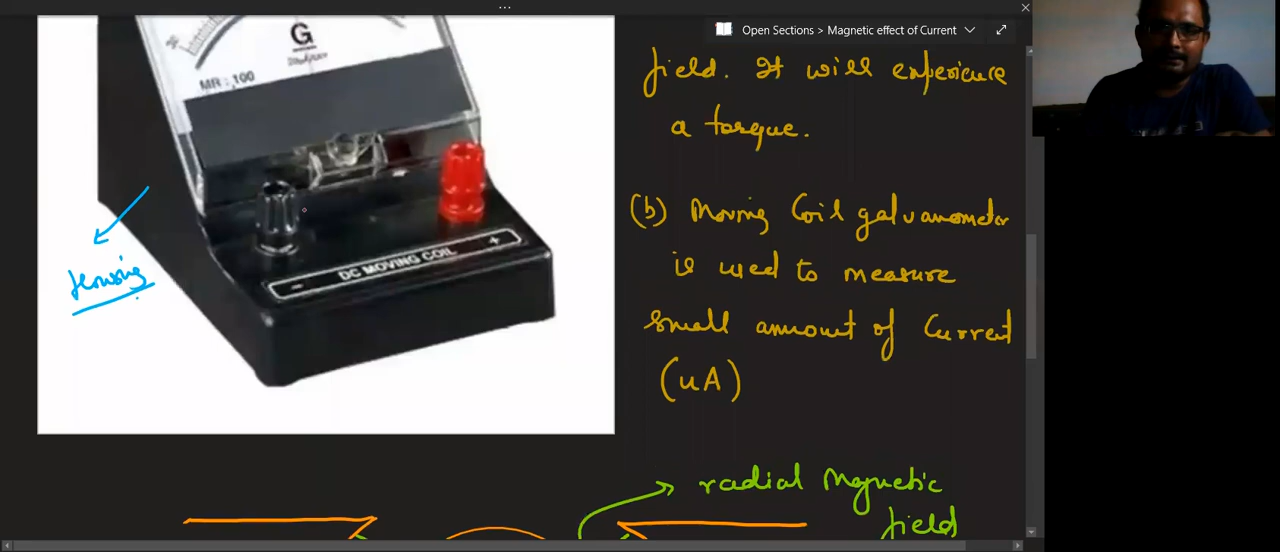 Open Sections > Magnetic effect of Current
G
MR : 100
- DC MOVING COIL +
Housing
field. It will experience
a torque.
(b) Moving Coil galvanometer
is used to measure
small amount of Current
(uA)
radial Magnetic
field